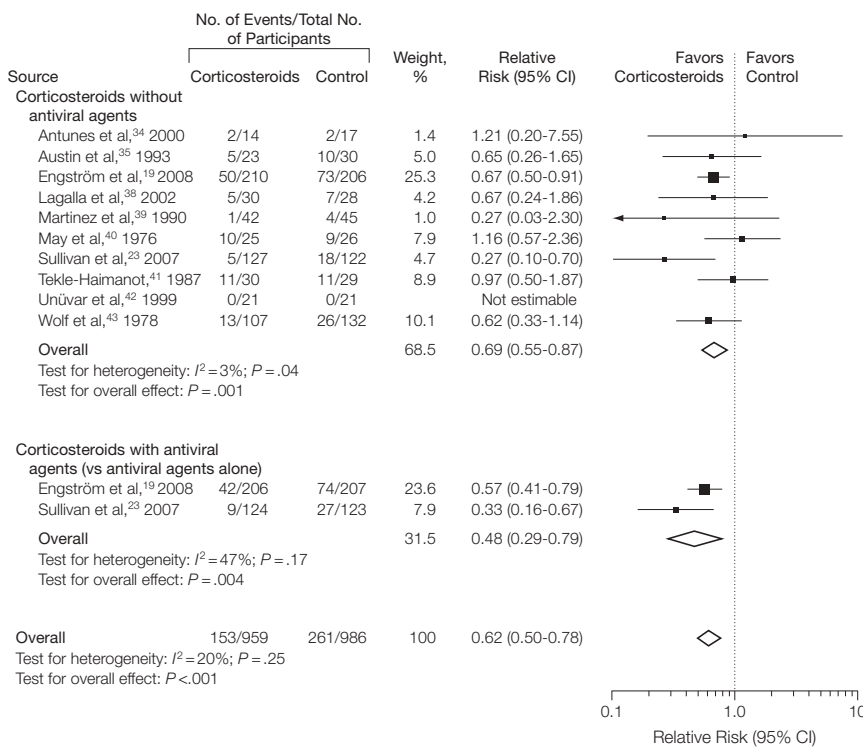 No. of Events/Total No.
of Participants
Source Corticosteroids Control Weight, % Relative Risk (95% CI) Favors Corticosteroids Favors Control
Corticosteroids without
antiviral agents
Antunes et al,34 2000 2/14 2/17 1.4 1.21 (0.20-7.55)
Austin et al,35 1993 5/23 10/30 5.0 0.65 (0.26-1.65)
Engström et al,19 2008 50/210 73/206 25.3 0.67 (0.50-0.91)
Lagalla et al,38 2002 5/30 7/28 4.2 0.67 (0.24-1.86)
Martinez et al,39 1990 1/42 4/45 1.0 0.27 (0.03-2.30)
May et al,40 1976 10/25 9/26 7.9 1.16 (0.57-2.36)
Sullivan et al,23 2007 5/127 18/122 4.7 0.27 (0.10-0.70)
Tekle-Haimanot,41 1987 11/30 11/29 8.9 0.97 (0.50-1.87)
Unüvar et al,42 1999 0/21 0/21 Not estimable
Wolf et al,43 1978 13/107 26/132 10.1 0.62 (0.33-1.14)
Overall 68.5 0.69 (0.55-0.87)
Test for heterogeneity: I2=3%; P=.04
Test for overall effect: P=.001
Corticosteroids with antiviral
agents (vs antiviral agents alone)
Engström et al,19 2008 42/206 74/207 23.6 0.57 (0.41-0.79)
Sullivan et al,23 2007 9/124 27/123 7.9 0.33 (0.16-0.67)
Overall 31.5 0.48 (0.29-0.79)
Test for heterogeneity: I2=47%; P=.17
Test for overall effect: P=.004
Overall 153/959 261/986 100 0.62 (0.50-0.78)
Test for heterogeneity: I2=20%; P=.25
Test for overall effect: P<.001
0.1 1.0 10
Relative Risk (95% CI)